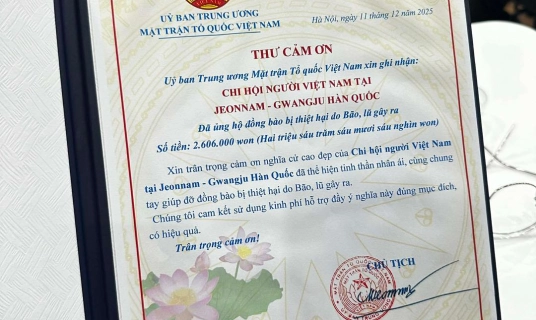 ỦY BAN TRUNG ƯƠNG
MẶT TRẬN TỔ QUỐC VIỆT NAM
Hà Nội, ngày 11 tháng 12 năm 2025
THƯ CẢM ƠN
Uỷ ban Trung ương Mặt trận Tổ quốc Việt Nam xin ghi nhận:
CHI HỘI NGƯỜI VIỆT NAM TẠI
JEONNAM - GWANGJU HÀN QUỐC
Đã ủng hộ đồng bào bị thiệt hại do Bão, lũ gây ra
Số tiền: 2.606.000 won (Hai triệu sáu trăm sáu mươi sáu nghìn won)
Xin trân trọng cảm ơn nghĩa cử cao đẹp của Chi hội người Việt Nam
tại Jeonnam - Gwangju Hàn Quốc đã thể hiện tinh thần nhân ái, cùng chung
tay giúp đỡ đồng bào bị thiệt hại do Bão, lũ gây ra.
Chúng tôi cam kết sử dụng kinh phí hỗ trợ đầy ý nghĩa này đúng mục đích,
có hiệu quả.
Trân trọng cảm ơn!
CHỦ TỊCH